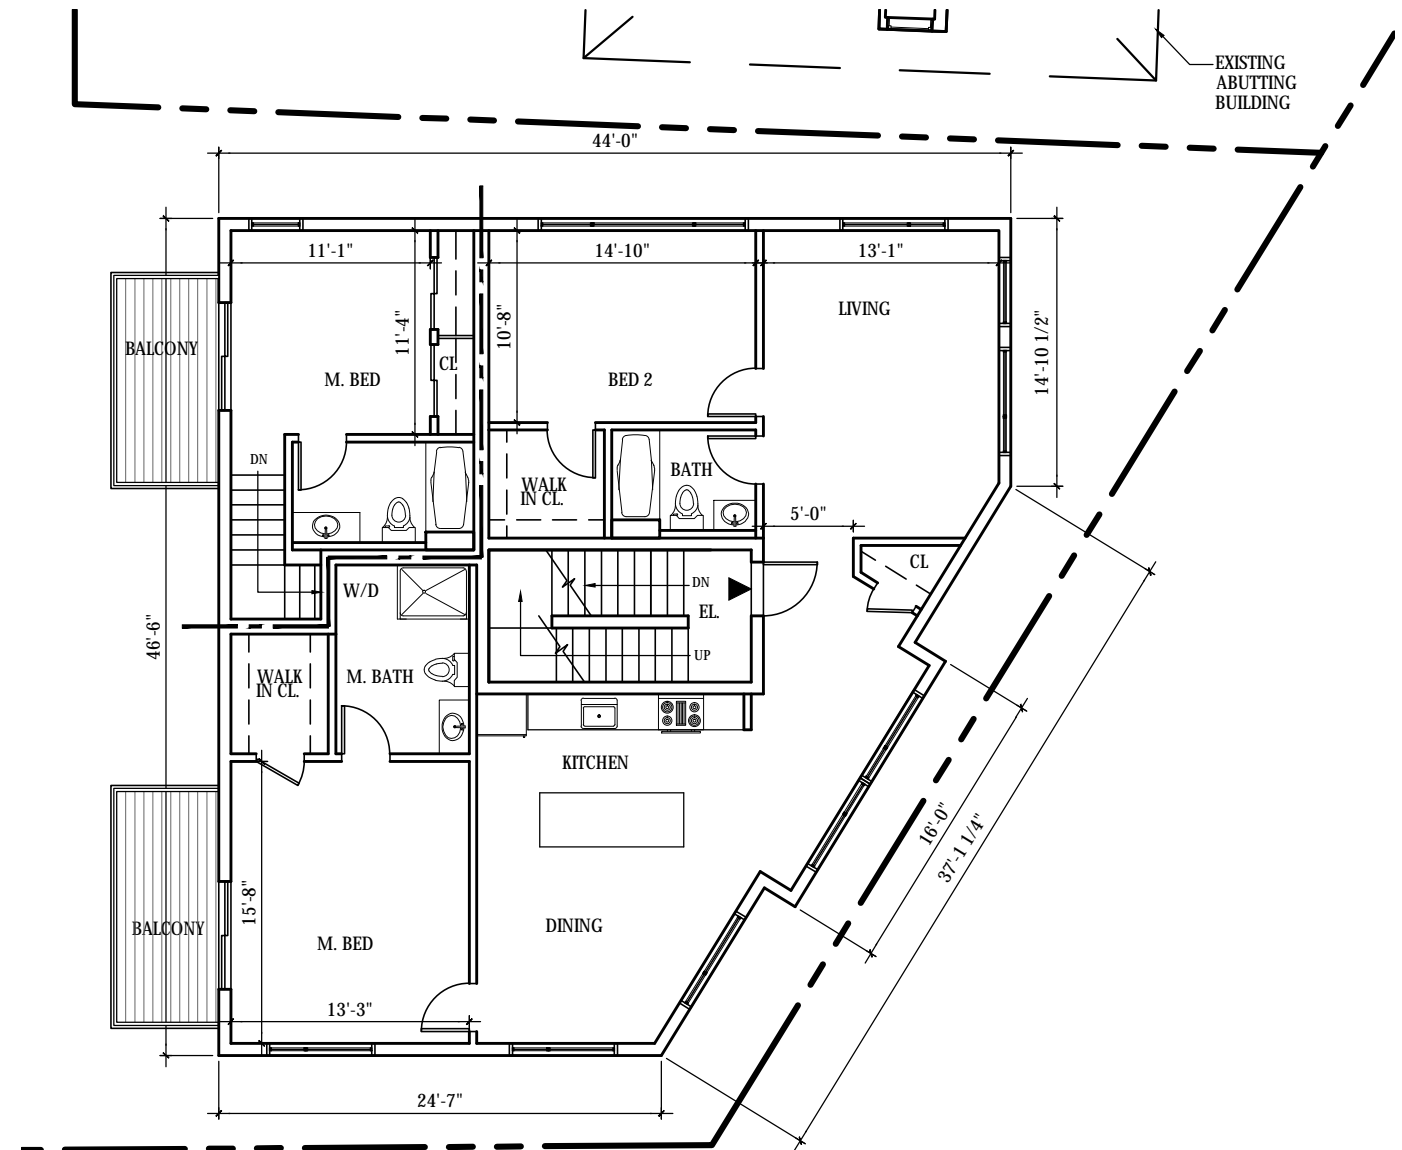 EXISTING
ABUTTING
BUILDING
44'-0"
11'-1"
14'-10"
13'-1"
LIVING
11'-4"
10'-8"
14'-10 1/2"
BALCONY
CL
M. BED
BED 2
DN
BATH
WALK
IN CL.
5'-0"
CL
W/D
DN
EL.
46'-6"
UP
WALK
IN CL.
M. BATH
KITCHEN
16'-0"
37'-1 1/4"
15'-8"
BALCONY
DINING
M. BED
13'-3"
24'-7"